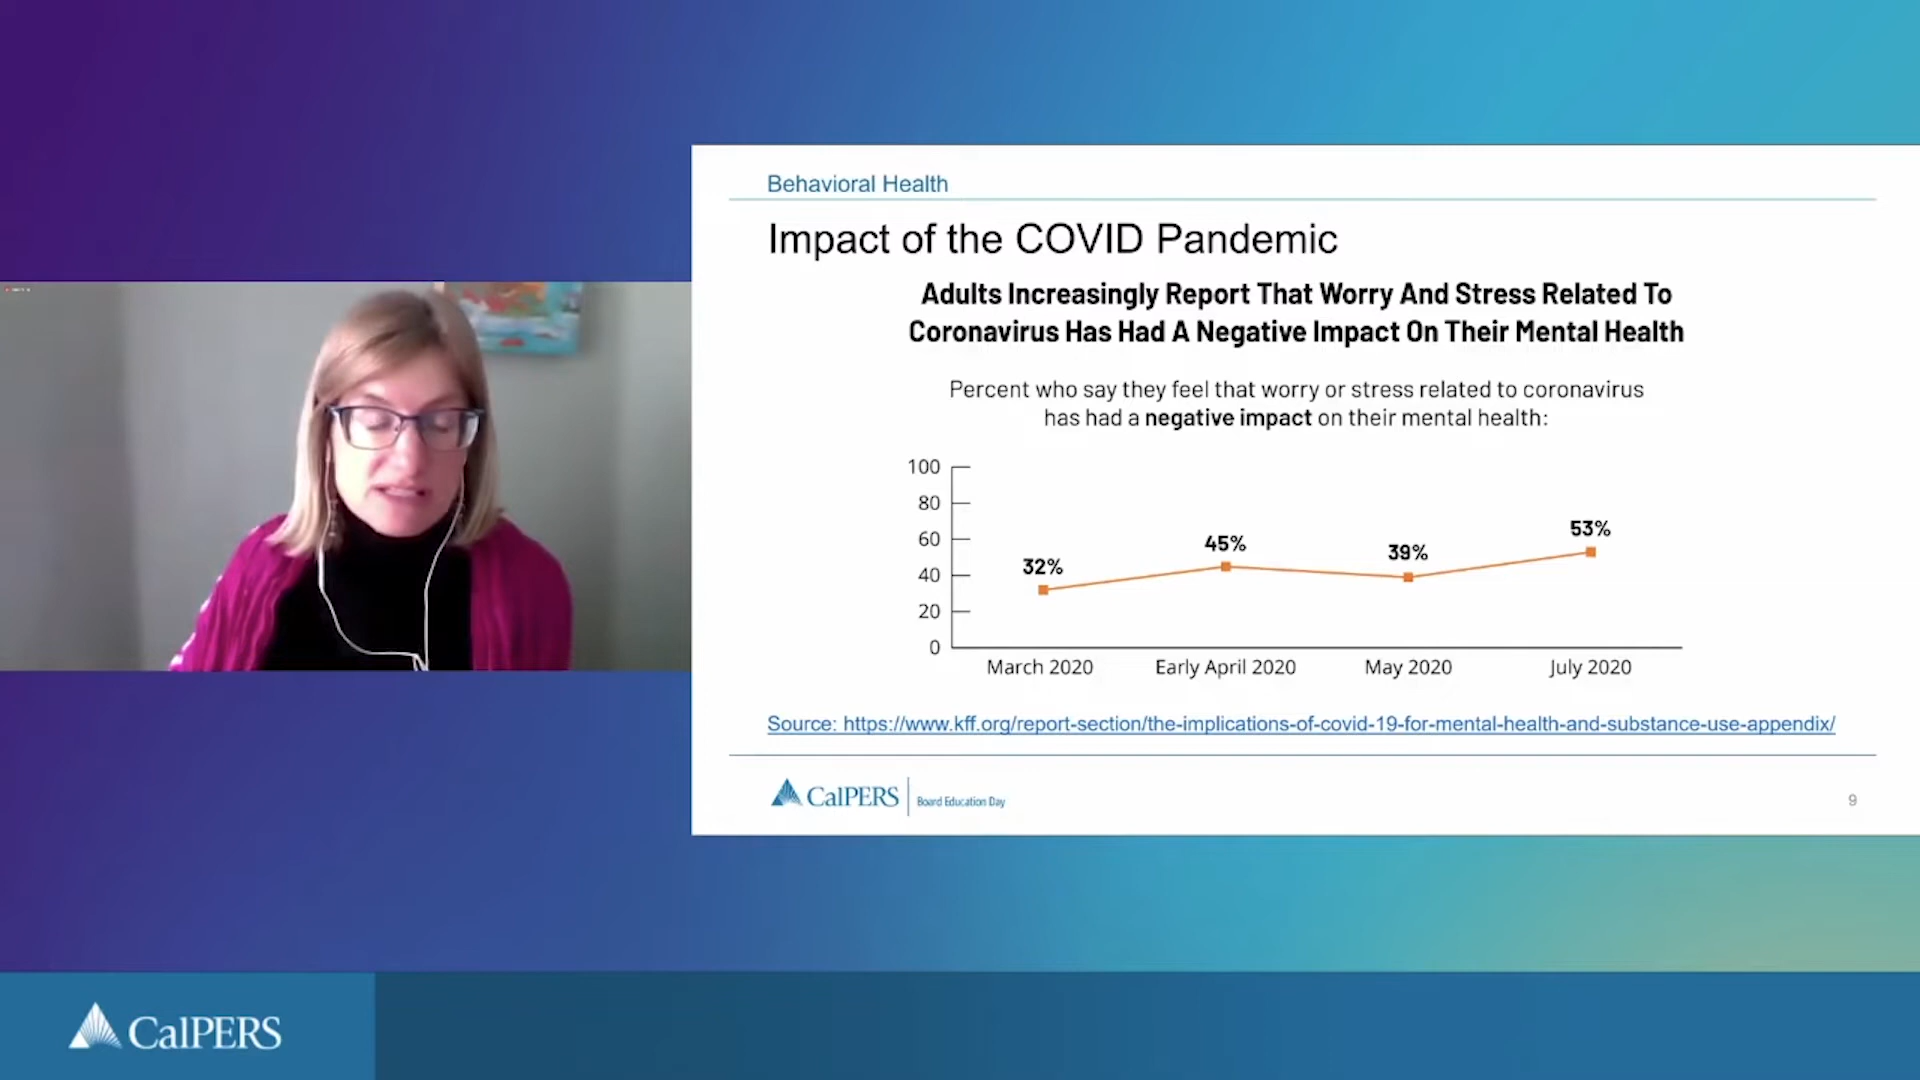 Behavioral Health
Impact of the COVID Pandemic
Adults Increasingly Report That Worry And Stress Related To
Coronavirus Has Had A Negative Impact On Their Mental Health
Percent who say they feel that worry or stress related to coronavirus
has had a negative impact on their mental health:
100
80
60
40
20
0
32%
45%
39%
53%
March 2020
Early April 2020
May 2020
July 2020
Source: https://www.kff.org/report-section/the-implications-of-covid-19-for-mental-health-and-substance-use-appendix/
CalPERS
Board Education Day
9
CalPERS